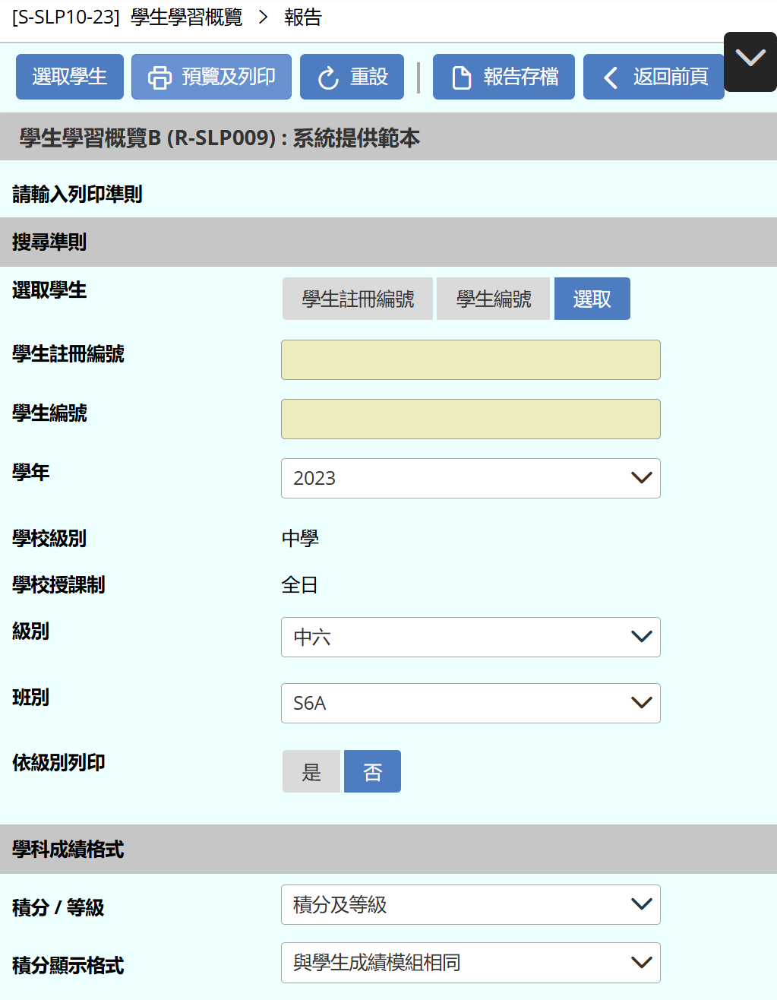 [S-SLP10-23] 學生學習概覽 > 報告
選取學生 預覽及列印 重設 報告存檔 返回前頁
學生學習概覽B (R-SLP009) : 系統提供範本
請輸入列印準則
搜尋準則
選取學生 學生註冊編號 學生編號 選取
學生註冊編號
學生編號
學年 2023
學校級別 中學
學校授課制 全日
級別 中六
班別 S6A
依級別列印 是 否
學科成績格式
積分 / 等級 積分及等級
積分顯示格式 與學生成績模組相同